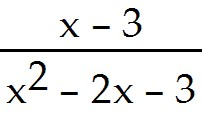 x – 3
x² – 2x – 3